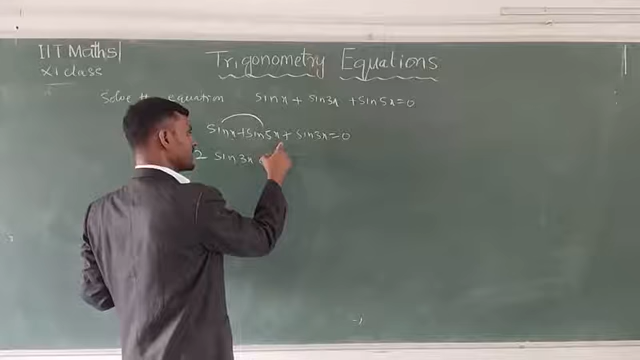 IIT Maths
XI class
Trigonometry Equations
Solve the equation sinx + sin3x + sin5x=0
sinx+sin5x+ sin3x=0
2 sin3x